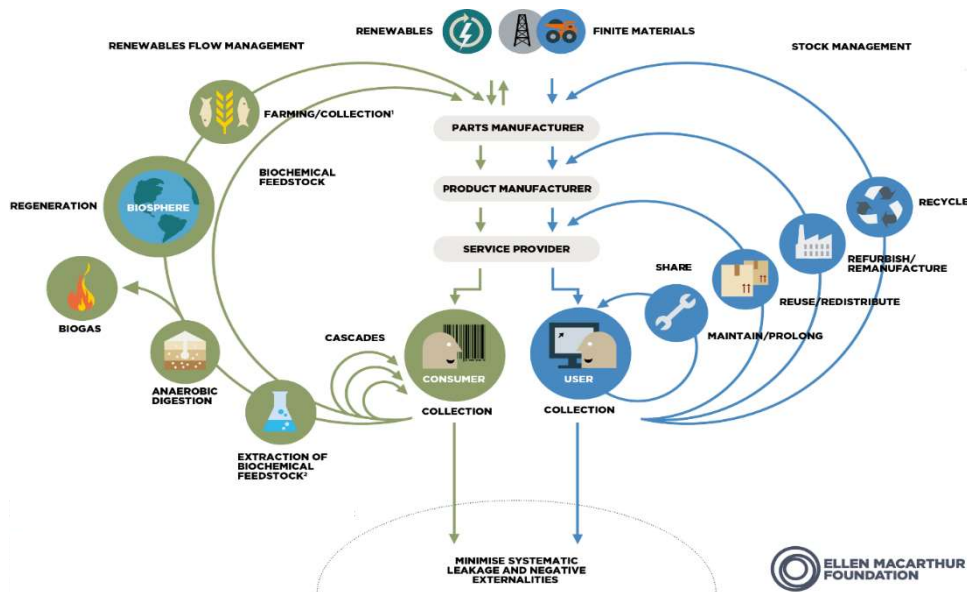 RENEWABLES
FINITE MATERIALS
RENEWABLES FLOW MANAGEMENT
STOCK MANAGEMENT
FARMING/COLLECTION¹
PARTS MANUFACTURER
BIOCHEMICAL
FEEDSTOCK
PRODUCT MANUFACTURER
REGENERATION
BIOSPHERE
RECYCLE
SERVICE PROVIDER
REFURBISH/
REMANUFACTURE
SHARE
REUSE/REDISTRIBUTE
BIOGAS
MAINTAIN/PROLONG
CASCADES
CONSUMER
USER
ANAEROBIC
DIGESTION
COLLECTION
COLLECTION
EXTRACTION OF
BIOCHEMICAL
FEEDSTOCK²
MINIMISE SYSTEMATIC
LEAKAGE AND NEGATIVE
EXTERNALITIES
ELLEN MACARTHUR
FOUNDATION